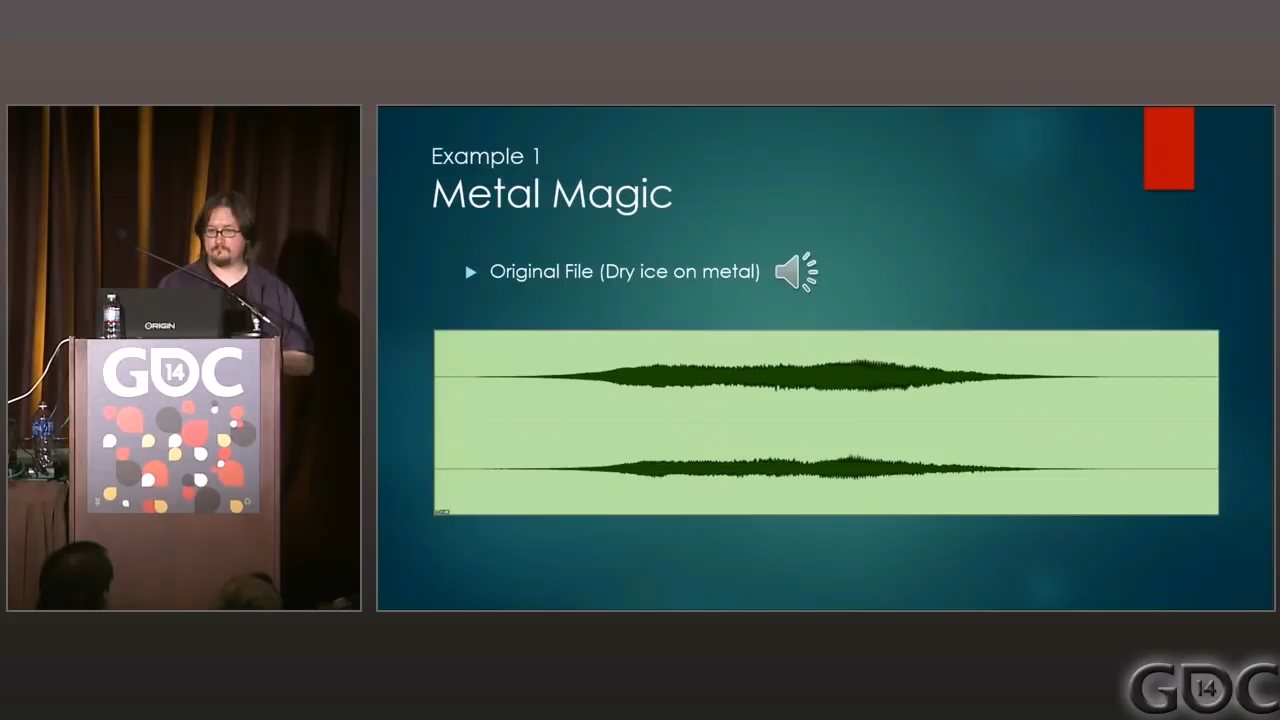 Example 1
Metal Magic
Original File (Dry ice on metal)
ORIGIN
GDC
14
GDC
14